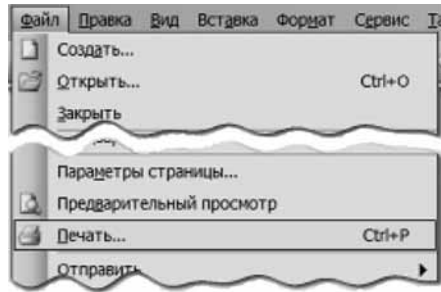 Файл Правка Вид Вставка Формат Сервис
Создать...
Открыть... Ctrl+O
Закрыть
Параметры страницы...
Предварительный просмотр
Печать... Ctrl+P
Отправить